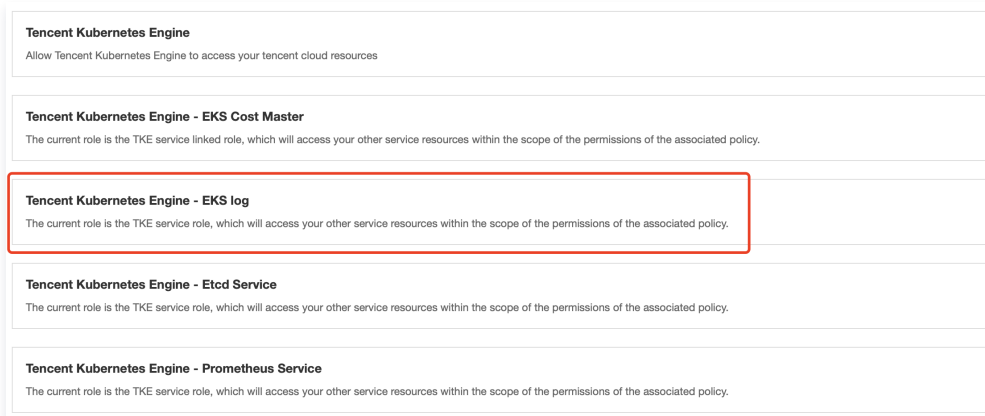 Tencent Kubernetes Engine
Allow Tencent Kubernetes Engine to access your tencent cloud resources
Tencent Kubernetes Engine - EKS Cost Master
The current role is the TKE service linked role, which will access your other service resources within the scope of the permissions of the associated policy.
Tencent Kubernetes Engine - EKS log
The current role is the TKE service role, which will access your other service resources within the scope of the permissions of the associated policy.
Tencent Kubernetes Engine - Etcd Service
The current role is the TKE service role, which will access your other service resources within the scope of the permissions of the associated policy.
Tencent Kubernetes Engine - Prometheus Service
The current role is the TKE service role, which will access your other service resources within the scope of the permissions of the associated policy.